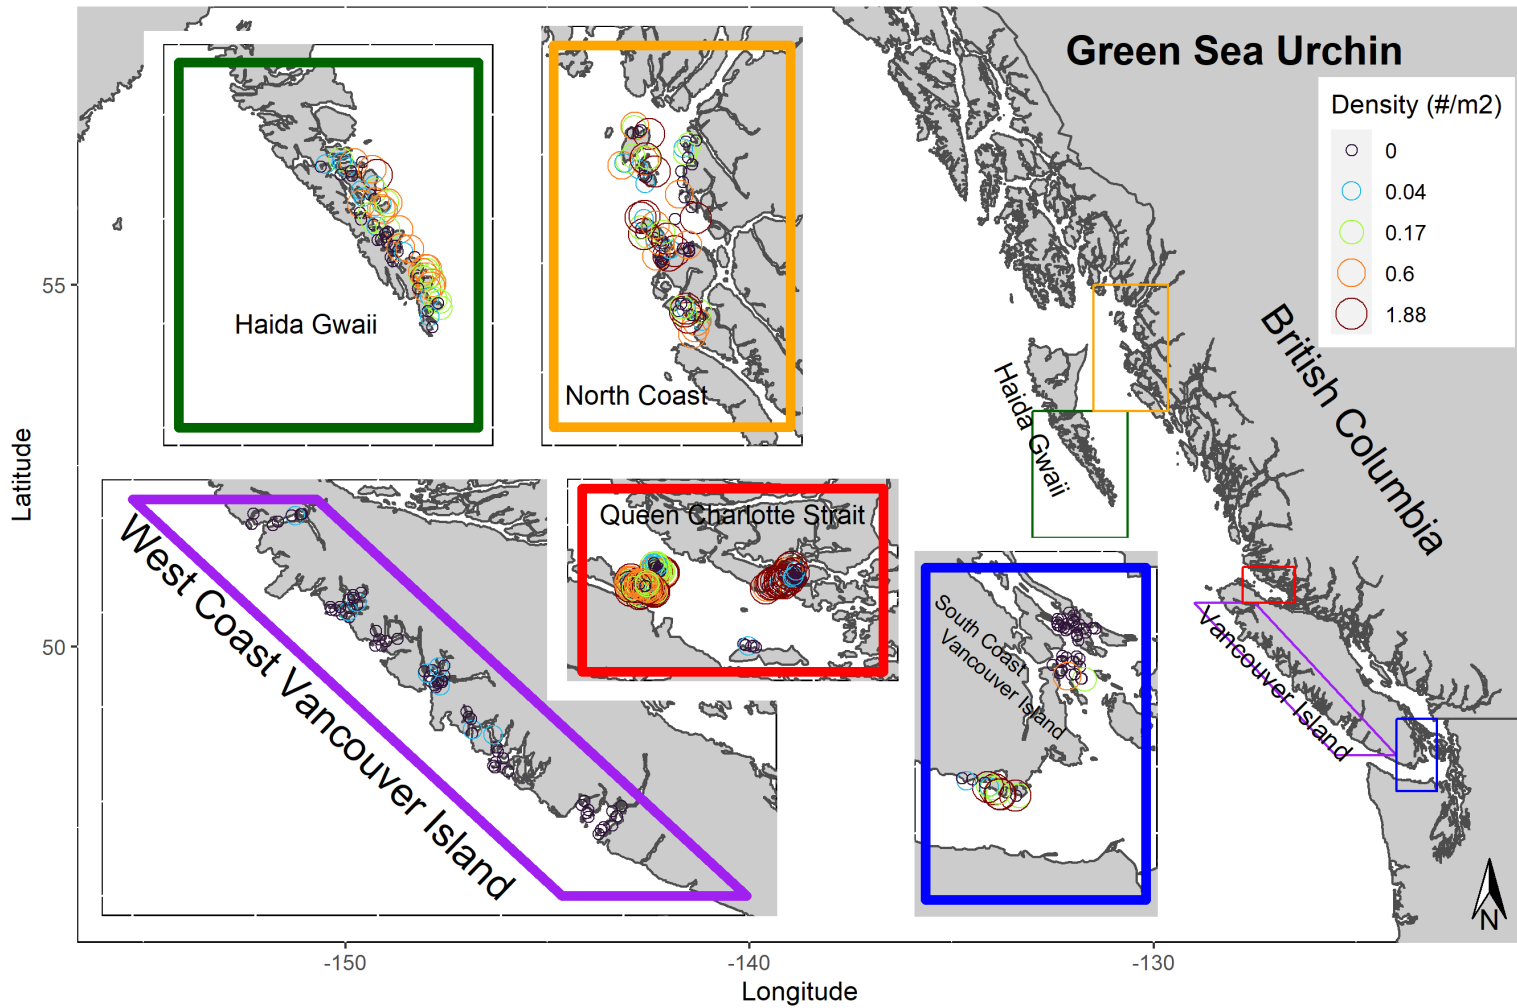 Green Sea Urchin
Density (#/m2)
0
0.04
0.17
0.6
1.88
Haida Gwaii
North Coast
Haida Gwaii
British Columbia
Queen Charlotte Strait
West Coast Vancouver Island
South Coast
Vancouver Island
Vancouver Island
N
55
50
Latitude
-150
-140
-130
Longitude